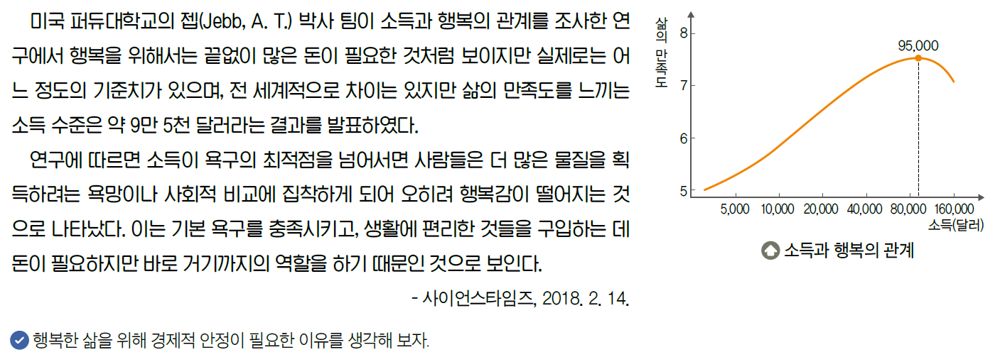 미국 퍼듀대학교의 젭(Jebb, A. T.) 박사 팀이 소득과 행복의 관계를 조사한 연
구에서 행복을 위해서는 끝없이 많은 돈이 필요한 것처럼 보이지만 실제로는 어
느 정도의 기준치가 있으며, 전 세계적으로 차이는 있지만 삶의 만족도를 느끼는
소득 수준은 약 9만 5천 달러라는 결과를 발표하였다.
연구에 따르면 소득이 욕구의 최적점을 넘어서면 사람들은 더 많은 물질을 획
득하려는 욕망이나 사회적 비교에 집착하게 되어 오히려 행복감이 떨어지는 것
으로 나타났다. 이는 기본 욕구를 충족시키고, 생활에 편리한 것들을 구입하는 데
돈이 필요하지만 바로 거기까지의 역할을 하기 때문인 것으로 보인다.
- 사이언스타임즈, 2018. 2. 14.
행복한 삶을 위해 경제적 안정이 필요한 이유를 생각해 보자.
삶의 만족도
8
7
6
5
95,000
5,000 10,000 20,000 40,000 80,000 160,000
소득(달러)
소득과 행복의 관계